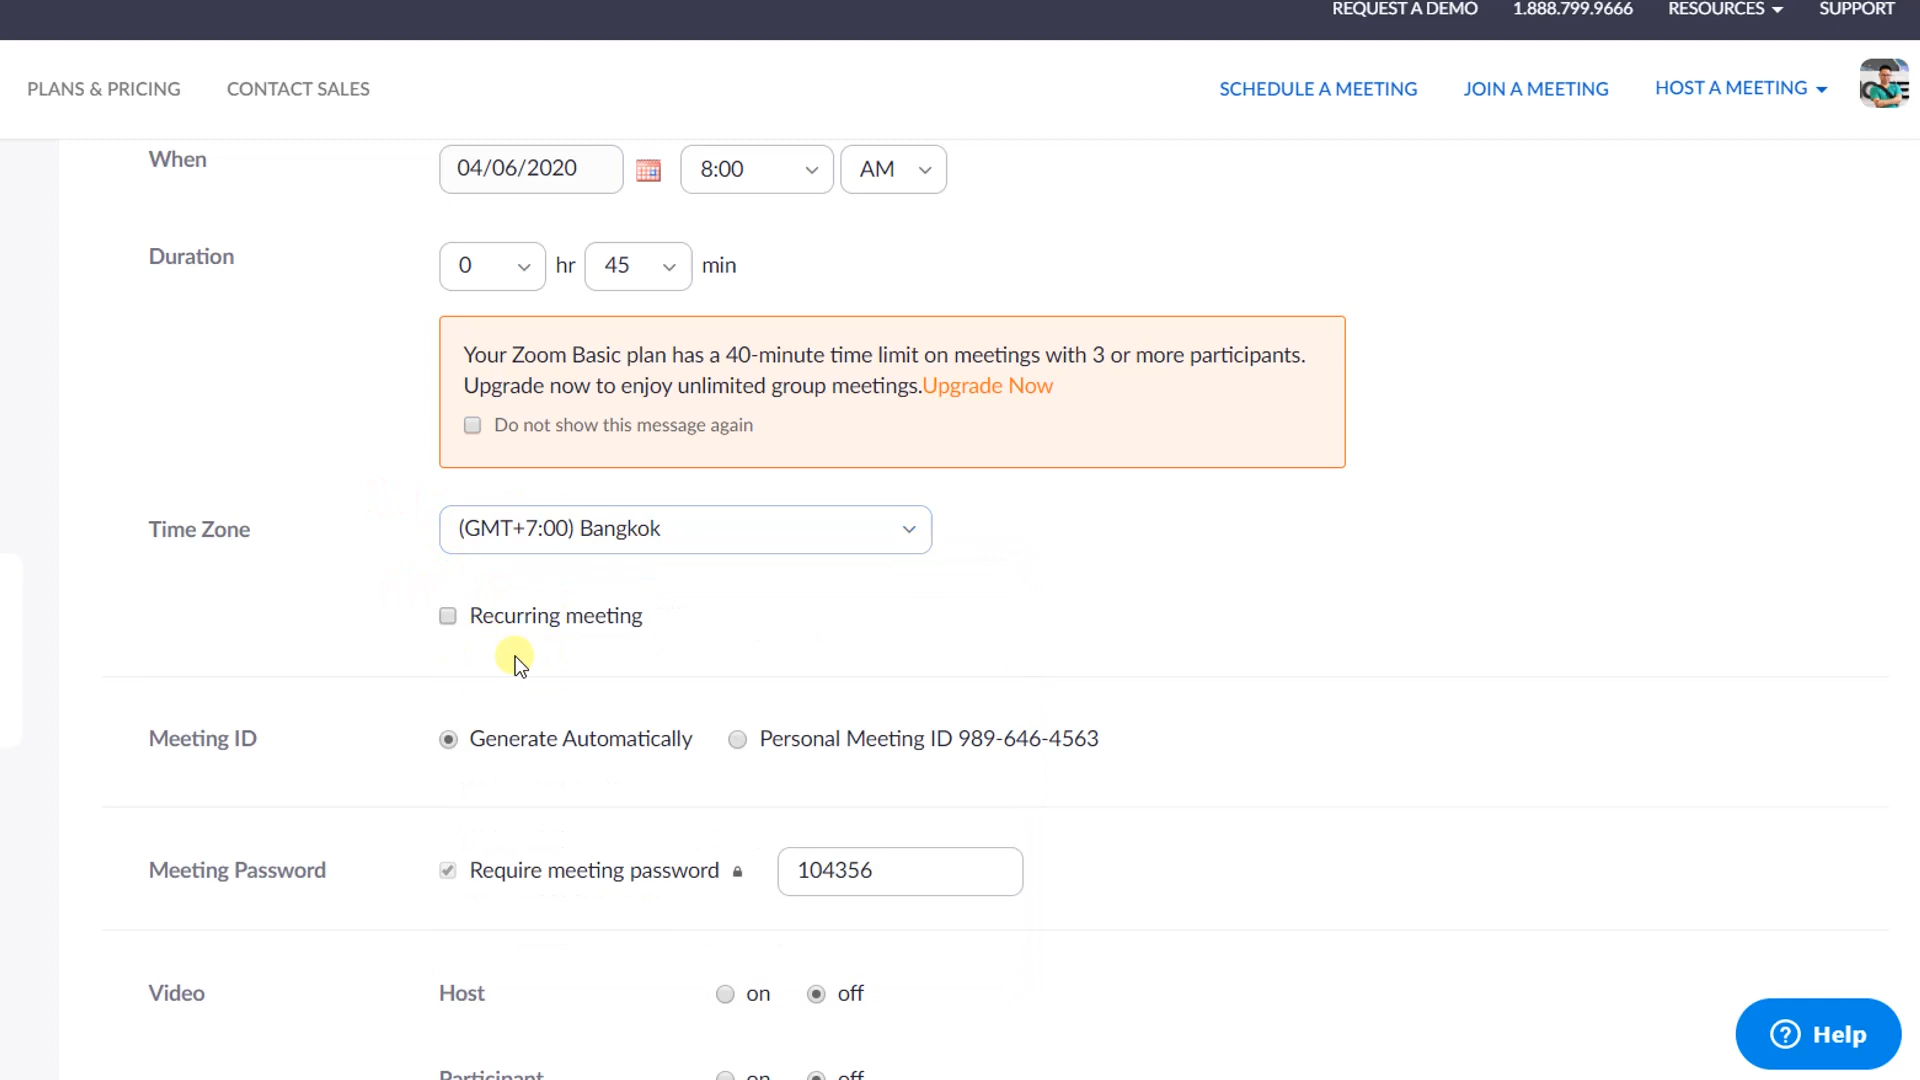 REQUEST A DEMO 1.888.799.9666 RESOURCES SUPPORT
PLANS & PRICING CONTACT SALES SCHEDULE A MEETING JOIN A MEETING HOST A MEETING
When 04/06/2020 8:00 AM
Duration 0 hr 45 min
Your Zoom Basic plan has a 40-minute time limit on meetings with 3 or more participants.
Upgrade now to enjoy unlimited group meetings.Upgrade Now
Do not show this message again
Time Zone (GMT+7:00) Bangkok
Recurring meeting
Meeting ID Generate Automatically Personal Meeting ID 989-646-4563
Meeting Password Require meeting password 104356
Video Host on off
Help
Participant on off